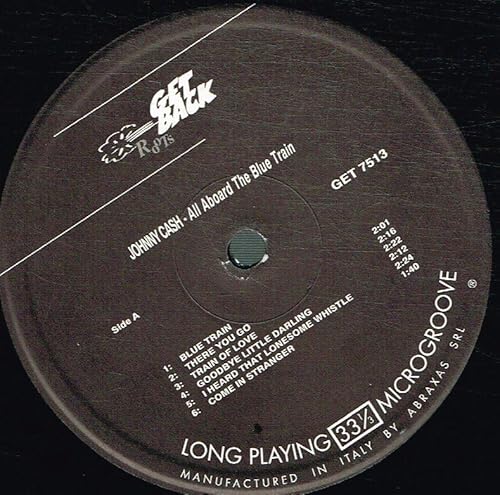 GET
BACK
ROOTS
JOHNNY CASH - All Aboard The Blue Train
GET 7513
Side A
1: BLUE TRAIN 2:01
2: THERE YOU GO 2:16
3: TRAIN OF LOVE 2:22
4: GOODBYE LITTLE DARLING 2:12
5: I HEARD THAT LONESOME WHISTLE 2:24
6: COME IN STRANGER 1:40
LONG PLAYING 33 1/3 MICROGROOVE ®
MANUFACTURED IN ITALY BY ABRAXAS SRL